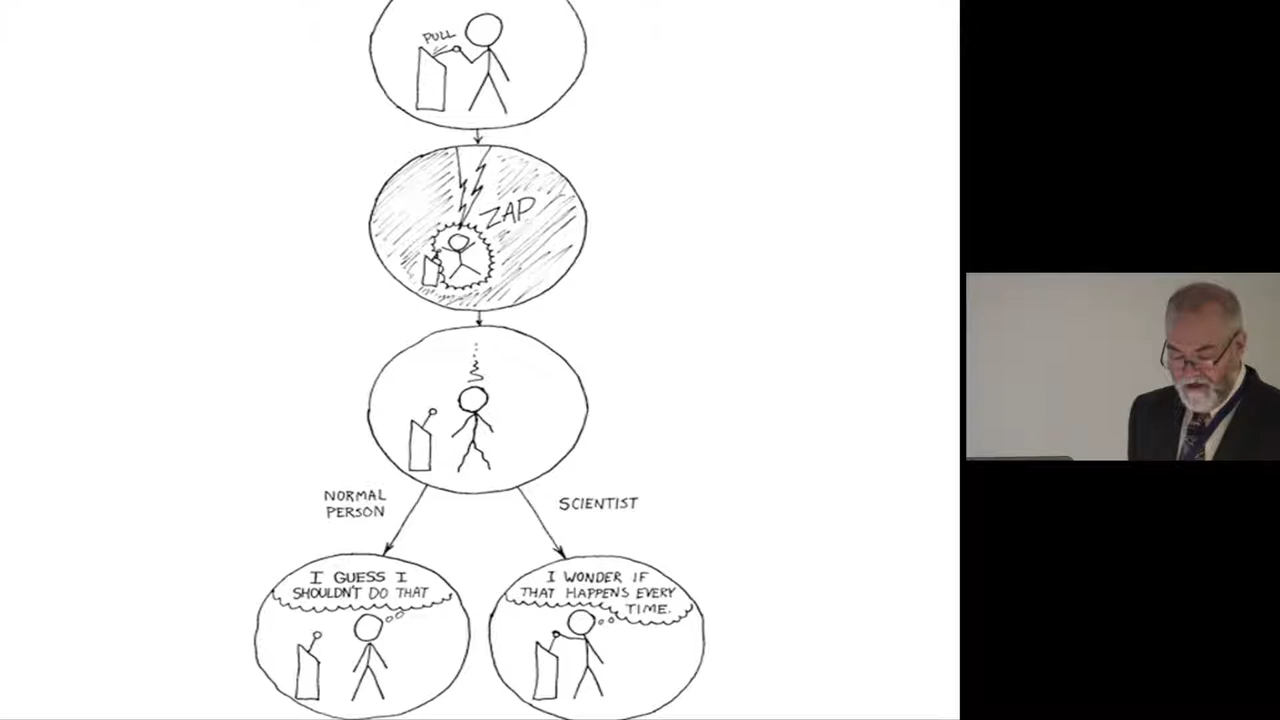 PULL
ZAP
NORMAL
PERSON
SCIENTIST
I GUESS I
SHOULDN'T DO THAT
I WONDER IF
THAT HAPPENS EVERY
TIME.